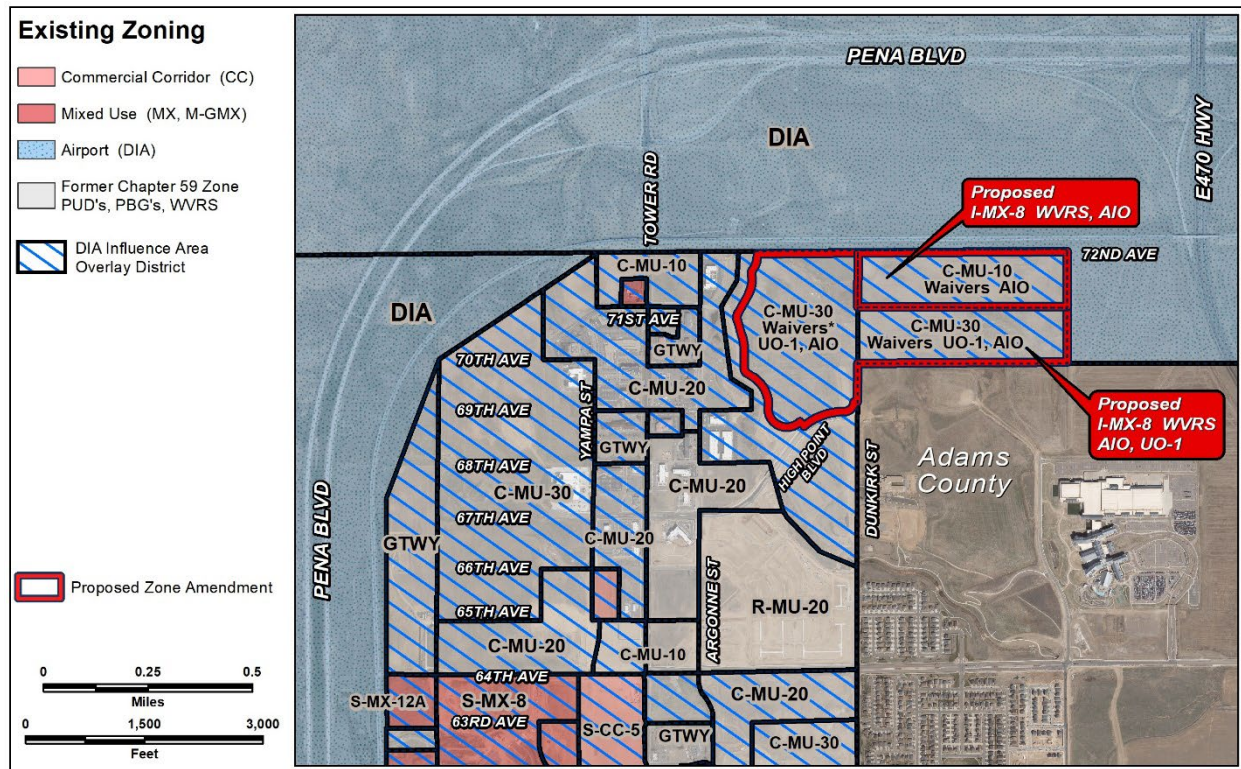 Existing Zoning
Commercial Corridor (CC)
Mixed Use (MX, M-GMX)
Airport (DIA)
Former Chapter 59 Zone
PUD's, PBG's, WVRS
DIA Influence Area
Overlay District
Proposed Zone Amendment
0 0.25 0.5
Miles
0 1,500 3,000
Feet
PENA BLVD
DIA
E470 HWY
TOWER RD
Proposed
I-MX-8 WVRS, AIO
72ND AVE
C-MU-10
C-MU-10
Waivers AIO
DIA
71ST AVE
C-MU-30
Waivers*
UO-1, AIO
C-MU-30
Waivers UO-1, AIO
GTWY
70TH AVE
C-MU-20
YAMPA ST
69TH AVE
Proposed
I-MX-8 WVRS
AIO, UO-1
GTWY
HIGH POINT
BLVD
DUNKIRK ST
Adams
County
68TH AVE
C-MU-30
C-MU-20
67TH AVE
PENA BLVD
GTWY
C-MU-20
66TH AVE
65TH AVE
ARGONNE ST
R-MU-20
C-MU-20
C-MU-10
64TH AVE
S-MX-12A
S-MX-8
C-MU-20
63RD AVE
S-CC-5
GTWY
C-MU-30